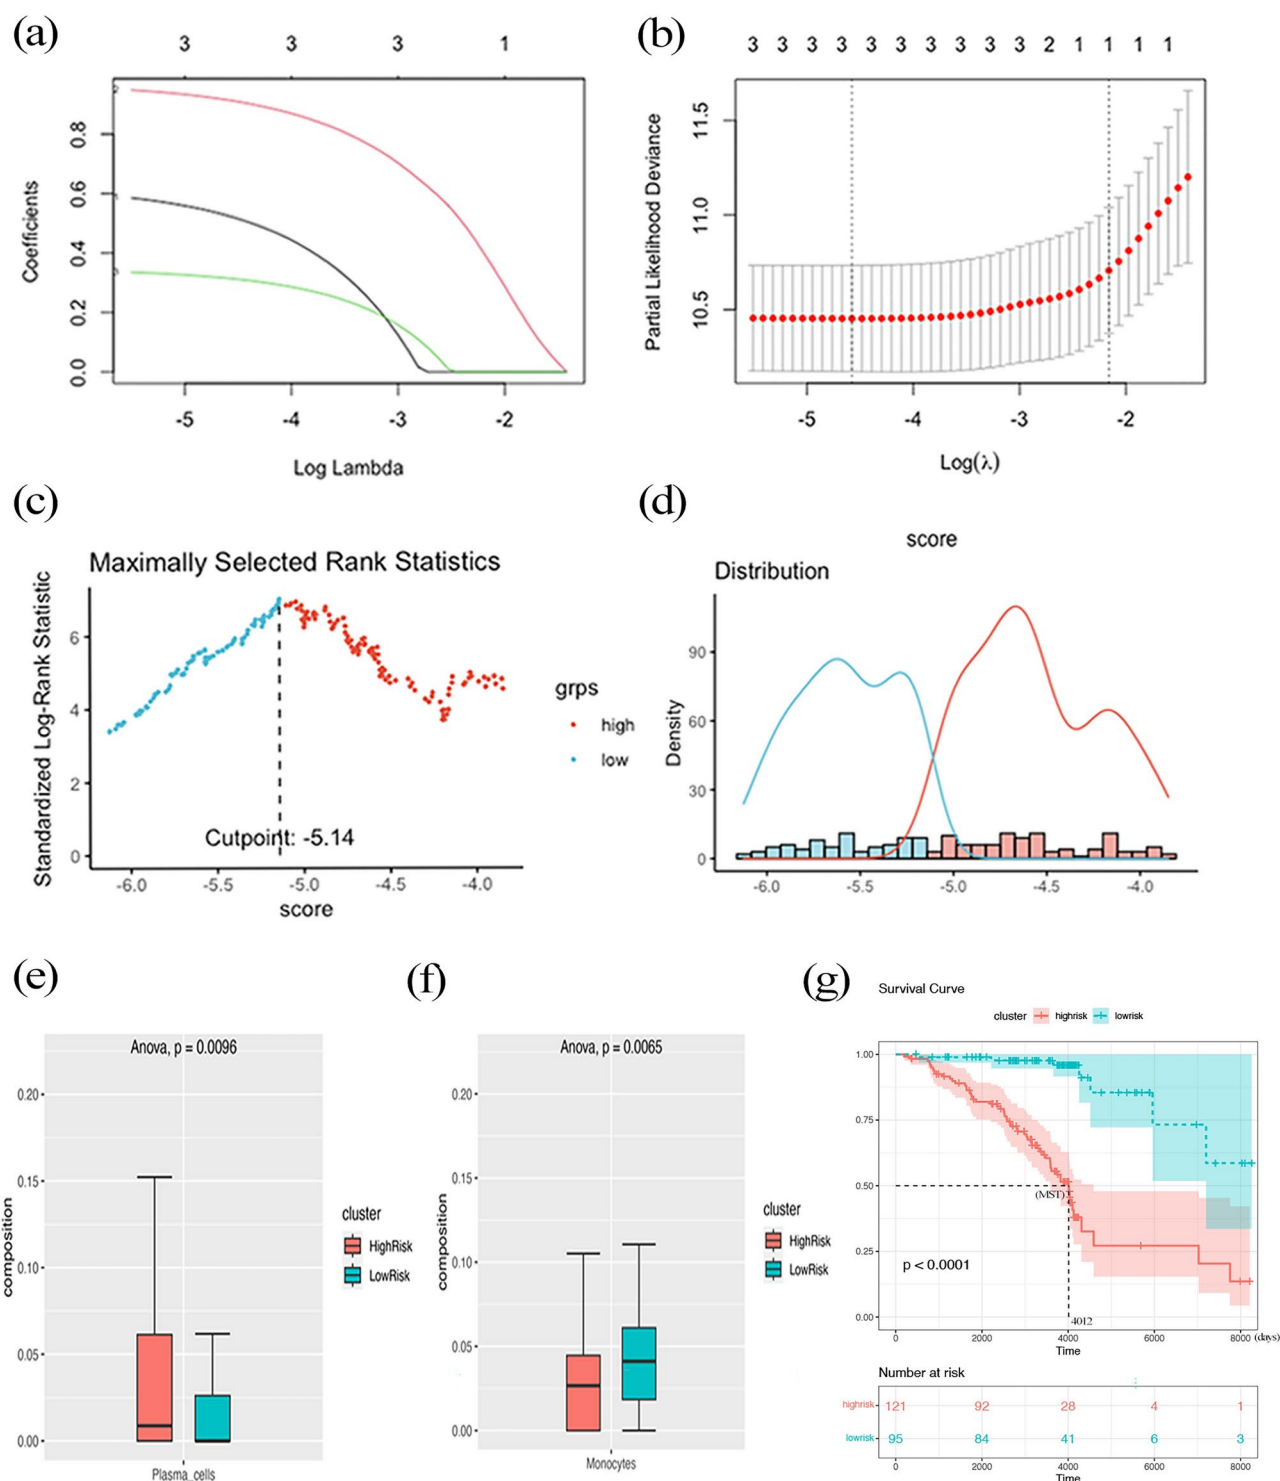 (a)
3 3 3 1
Coefficients
0.8
0.6
0.4
0.2
0.0
-5 -4 -3 -2
Log Lambda
(b)
3 3 3 3 3 3 3 3 3 3 2 1 1 1 1
Partial Likelihood Deviance
11.5
11.0
10.5
-5 -4 -3 -2
Log(λ)
(c)
Maximally Selected Rank Statistics
Standardized Log-Rank Statistic
6
4
2
0
Cutpoint: -5.14
-6.0 -5.5 -5.0 -4.5 -4.0
score
grps
high
low
(d)
score
Distribution
Density
90
60
30
0
-6.0 -5.5 -5.0 -4.5 -4.0
(e)
Anova, p = 0.0096
composition
0.20
0.15
0.10
0.05
0.00
Plasma_cells
cluster
HighRisk
LowRisk
(f)
Anova, p = 0.0065
composition
0.20
0.15
0.10
0.05
0.00
Monocytes
cluster
HighRisk
LowRisk
(g)
Survival Curve
cluster highrisk lowrisk
1.00
0.75
0.50
0.25
0.00
(MST)
p < 0.0001
4012
0 2000 4000 6000 8000 (days)
Time
Number at risk
highrisk 121 92 28 4 1
lowrisk 95 84 41 6 3
0 2000 4000 6000 8000
Time